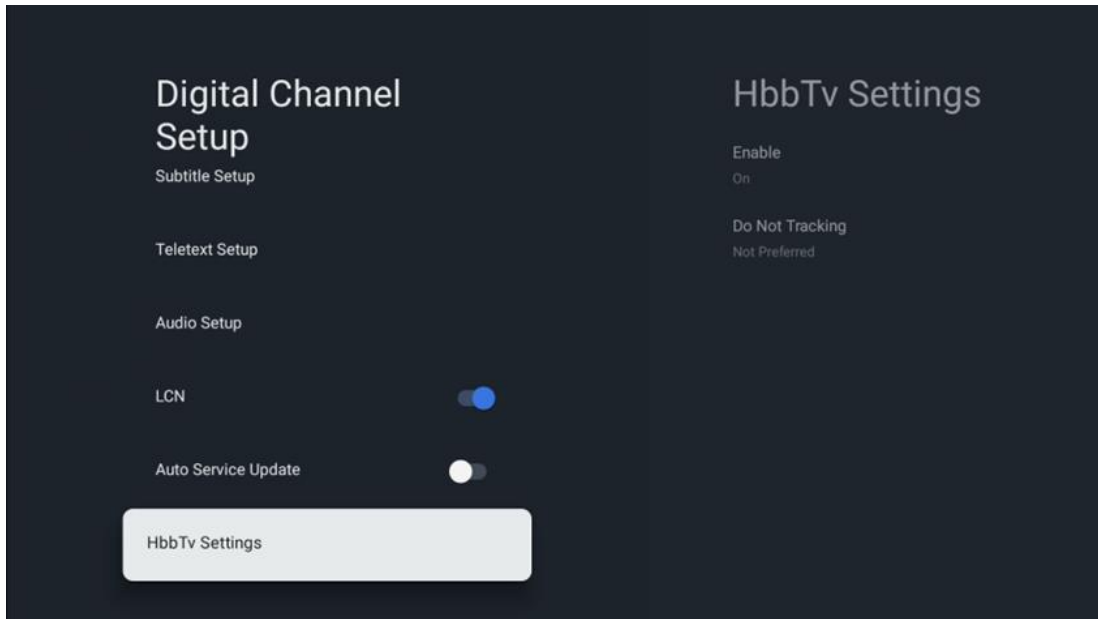 Digital Channel
Setup
Subtitle Setup
Teletext Setup
Audio Setup
LCN
Auto Service Update
HbbTv Settings
HbbTv Settings
Enable
On
Do Not Tracking
Not Preferred